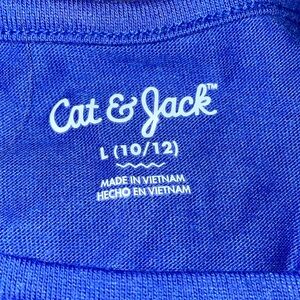 Cat & Jack™
L (10/12)
MADE IN VIETNAM
HECHO EN VIETNAM